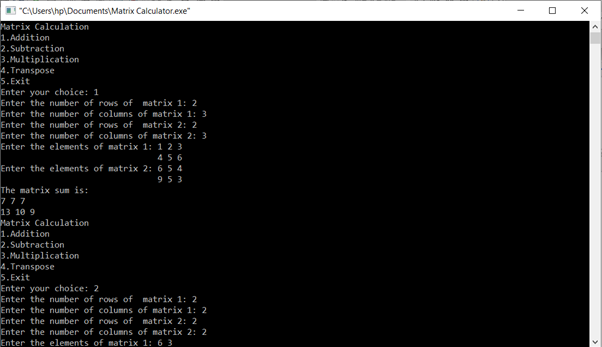 "C:\Users\hp\Documents\Matrix Calculator.exe"
Matrix Calculation
1.Addition
2.Subtraction
3.Multiplication
4.Transpose
5.Exit
Enter your choice: 1
Enter the number of rows of  matrix 1: 2
Enter the number of columns of matrix 1: 3
Enter the number of rows of  matrix 2: 2
Enter the number of columns of matrix 2: 3
Enter the elements of matrix 1: 1 2 3
                                4 5 6
Enter the elements of matrix 2: 6 5 4
                                9 5 3
The matrix sum is:
7 7 7
13 10 9
Matrix Calculation
1.Addition
2.Subtraction
3.Multiplication
4.Transpose
5.Exit
Enter your choice: 2
Enter the number of rows of  matrix 1: 2
Enter the number of columns of matrix 1: 2
Enter the number of rows of  matrix 2: 2
Enter the number of columns of matrix 2: 2
Enter the elements of matrix 1: 6 3